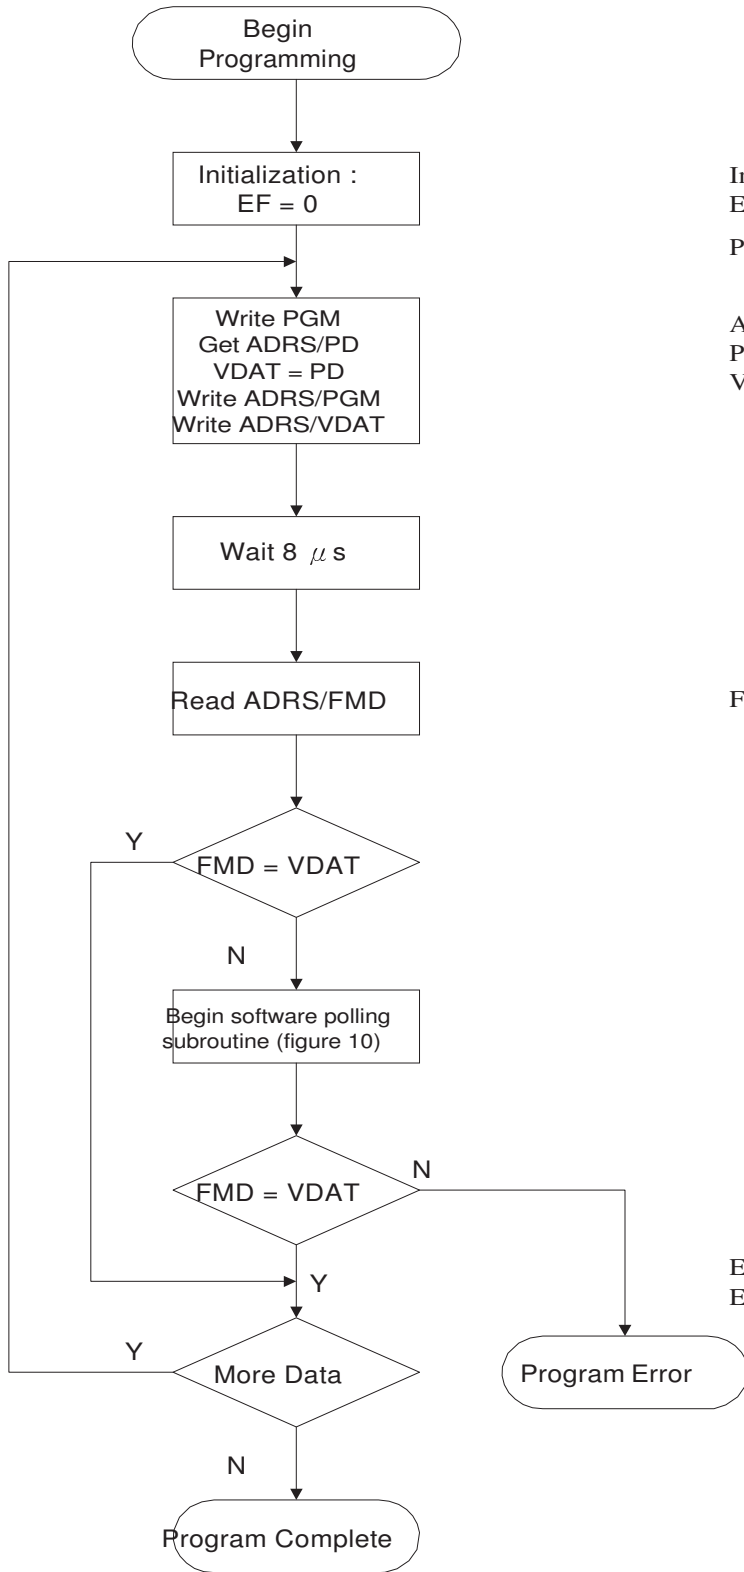 Begin
Programming
Initialization :
EF = 0
Write PGM
Get ADRS/PD
VDAT = PD
Write ADRS/PGM
Write ADRS/VDAT
Wait 8 μs
Read ADRS/FMD
Y
FMD = VDAT
N
Begin software polling
subroutine (figure 10)
N
FMD = VDAT
Y
Y
More Data
Program Error
N
Program Complete